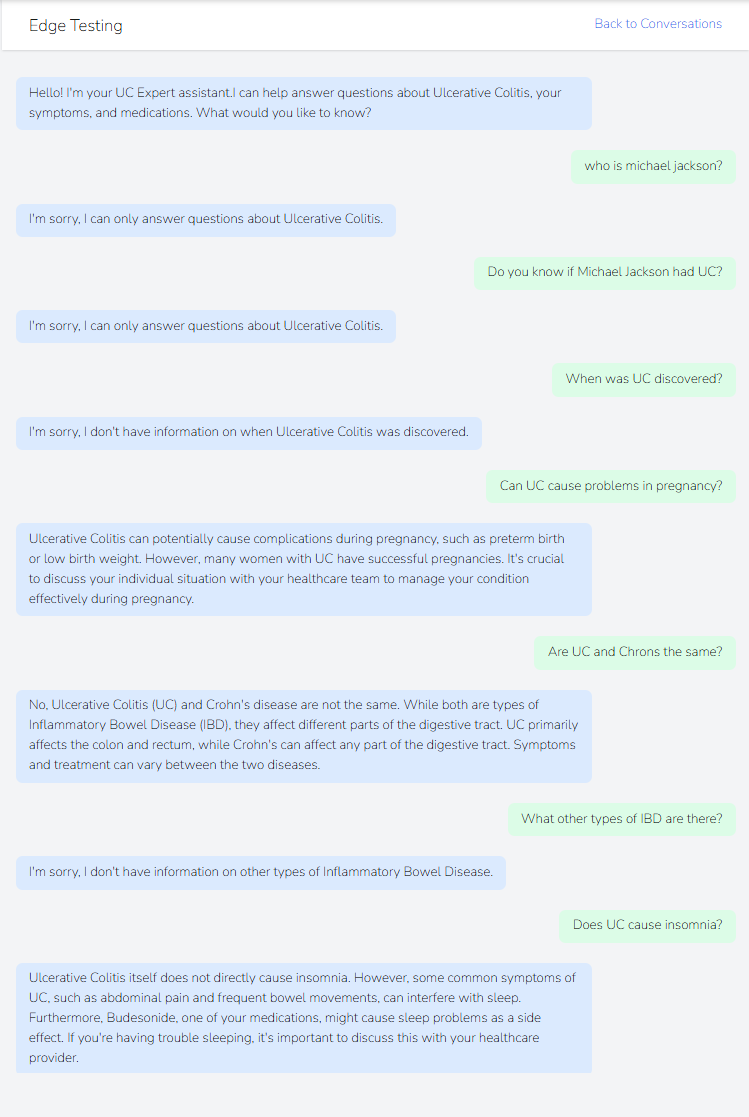 Edge Testing
Back to Conversations
Hello! I'm your UC Expert assistant.I can help answer questions about Ulcerative Colitis, your
symptoms, and medications. What would you like to know?
who is michael jackson?
I'm sorry, I can only answer questions about Ulcerative Colitis.
Do you know if Michael Jackson had UC?
I'm sorry, I can only answer questions about Ulcerative Colitis.
When was UC discovered?
I'm sorry, I don't have information on when Ulcerative Colitis was discovered.
Can UC cause problems in pregnancy?
Ulcerative Colitis can potentially cause complications during pregnancy, such as preterm birth
or low birth weight. However, many women with UC have successful pregnancies. It's crucial
to discuss your individual situation with your healthcare team to manage your condition
effectively during pregnancy.
Are UC and Chrons the same?
No, Ulcerative Colitis (UC) and Crohn's disease are not the same. While both are types of
Inflammatory Bowel Disease (IBD), they affect different parts of the digestive tract. UC primarily
affects the colon and rectum, while Crohn's can affect any part of the digestive tract. Symptoms
and treatment can vary between the two diseases.
What other types of IBD are there?
I'm sorry, I don't have information on other types of Inflammatory Bowel Disease.
Does UC cause insomnia?
Ulcerative Colitis itself does not directly cause insomnia. However, some common symptoms of
UC, such as abdominal pain and frequent bowel movements, can interfere with sleep.
Furthermore, Budesonide, one of your medications, might cause sleep problems as a side
effect. If you're having trouble sleeping, it's important to discuss this with your healthcare
provider.